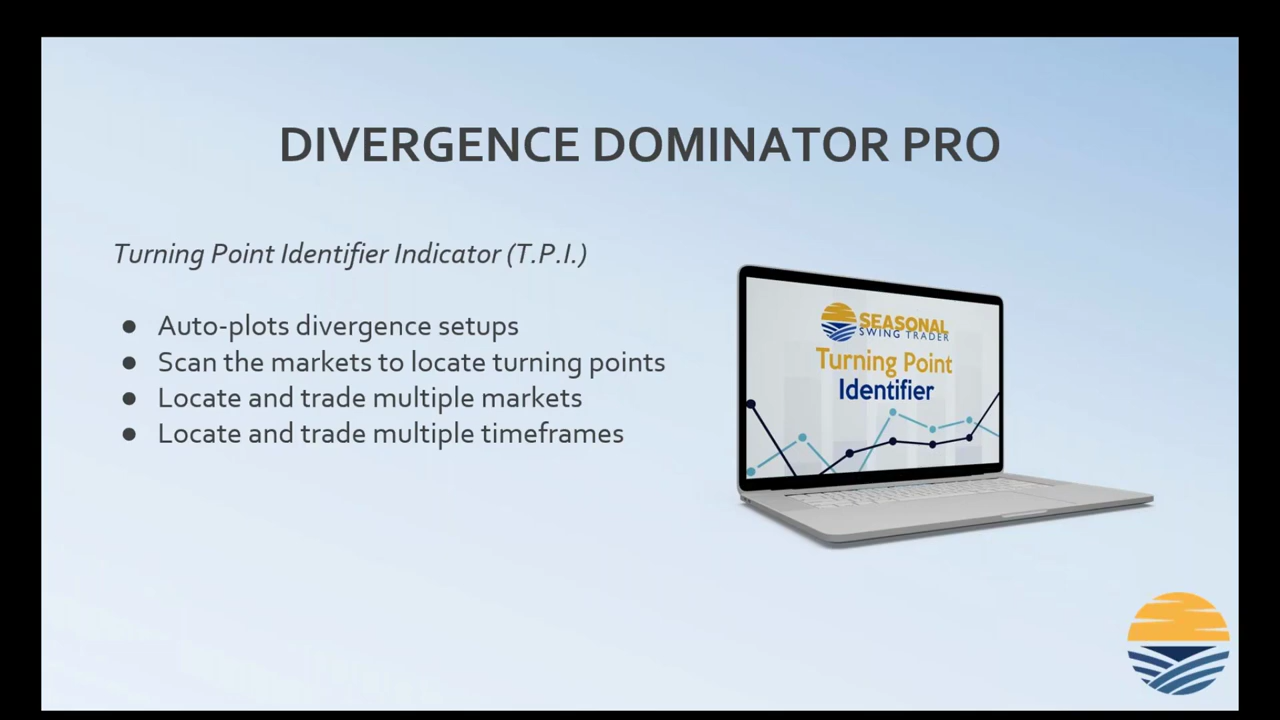 DIVERGENCE DOMINATOR PRO
Turning Point Identifier Indicator (T.P.I.)
● Auto-plots divergence setups
● Scan the markets to locate turning points
● Locate and trade multiple markets
● Locate and trade multiple timeframes
SEASONAL
SWING TRADER
Turning Point
Identifier